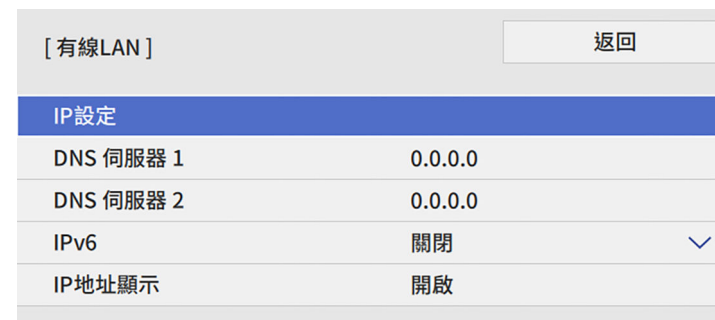 [ 有線LAN ]
返回
IP設定
DNS 伺服器 1 0.0.0.0
DNS 伺服器 2 0.0.0.0
IPv6 關閉
IP地址顯示 開啟